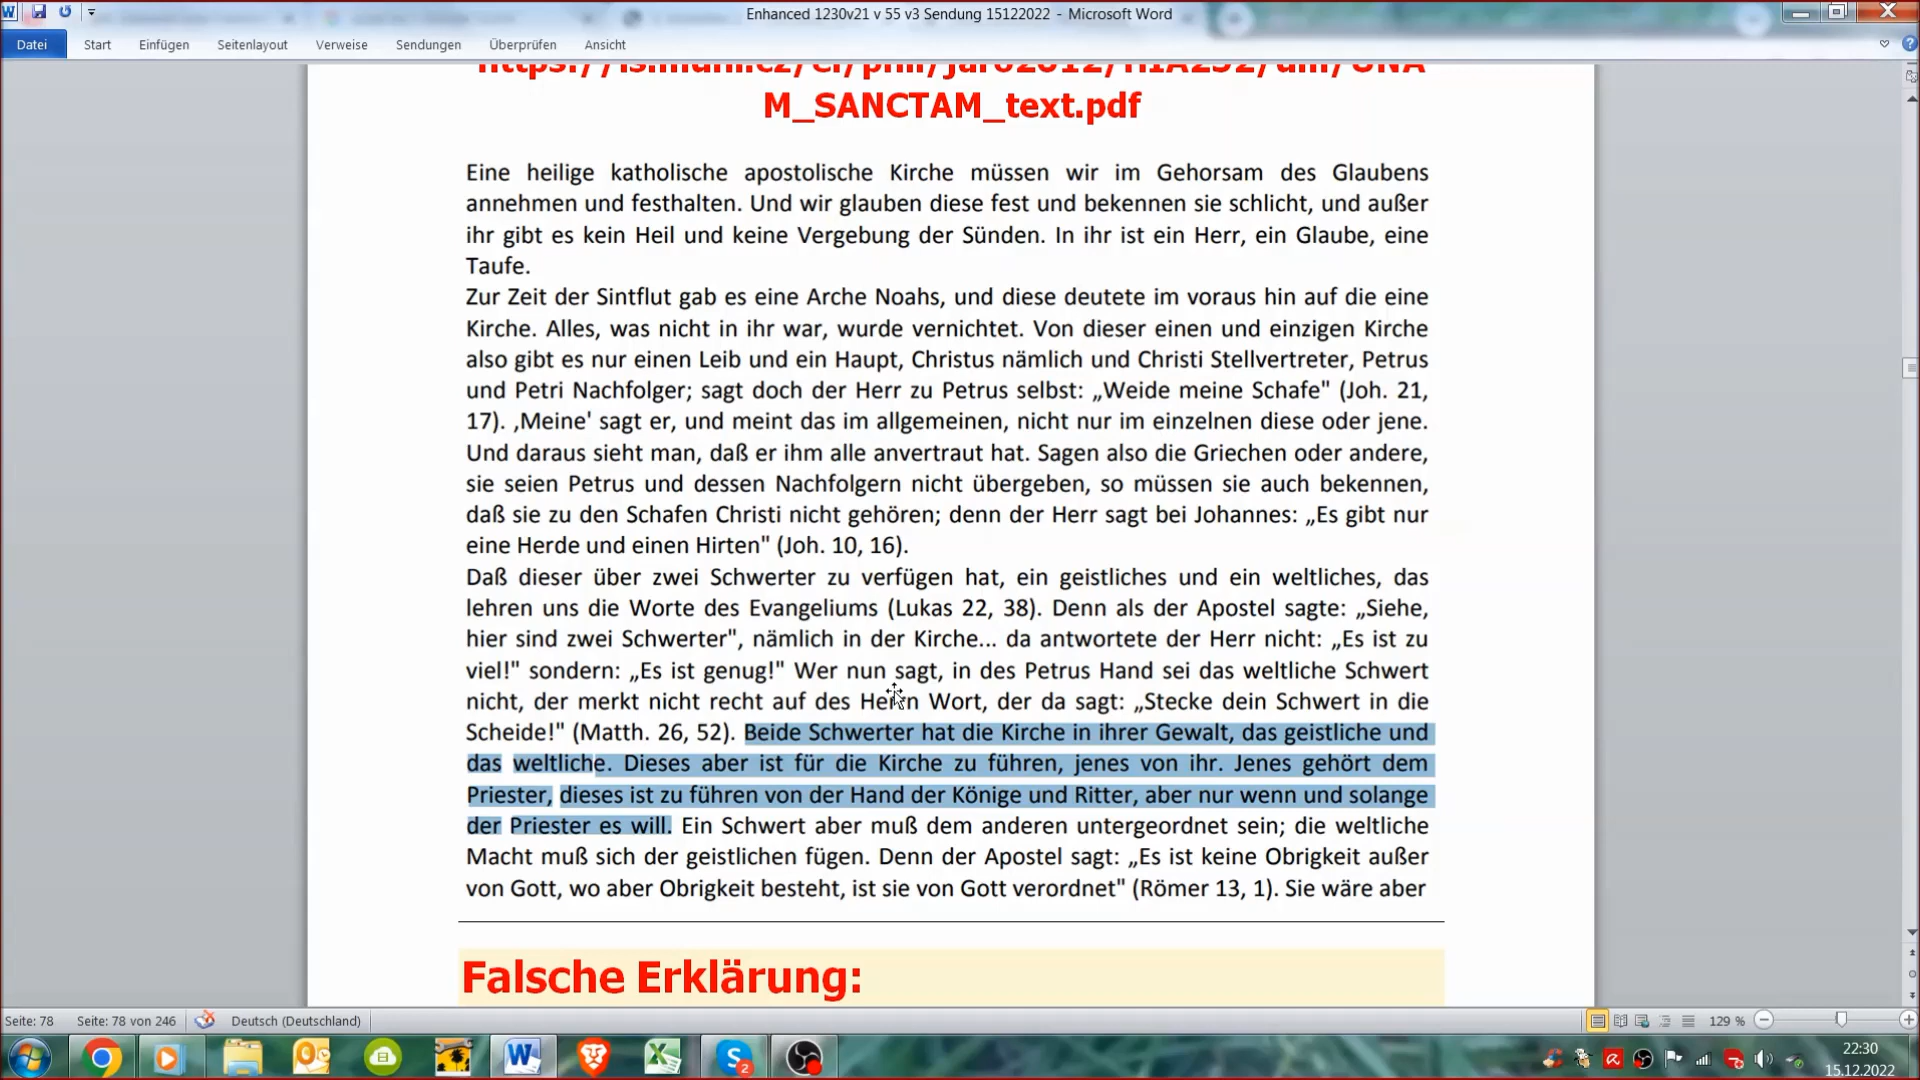 Enhanced 1230v21 v 55 v3 Sendung 15122022 - Microsoft Word
Datei Start Einfügen Seitenlayout Verweise Sendungen Überprüfen Ansicht
M_SANCTAM_text.pdf
Eine heilige katholische apostolische Kirche müssen wir im Gehorsam des Glaubens
annehmen und festhalten. Und wir glauben diese fest und bekennen sie schlicht, und außer
ihr gibt es kein Heil und keine Vergebung der Sünden. In ihr ist ein Herr, ein Glaube, eine
Taufe.
Zur Zeit der Sintflut gab es eine Arche Noahs, und diese deutete im voraus hin auf die eine
Kirche. Alles, was nicht in ihr war, wurde vernichtet. Von dieser einen und einzigen Kirche
also gibt es nur einen Leib und ein Haupt, Christus nämlich und Christi Stellvertreter, Petrus
und Petri Nachfolger; sagt doch der Herr zu Petrus selbst: „Weide meine Schafe" (Joh. 21,
17). ‚Meine' sagt er, und meint das im allgemeinen, nicht nur im einzelnen diese oder jene.
Und daraus sieht man, daß er ihm alle anvertraut hat. Sagen also die Griechen oder andere,
sie seien Petrus und dessen Nachfolgern nicht übergeben, so müssen sie auch bekennen,
daß sie zu den Schafen Christi nicht gehören; denn der Herr sagt bei Johannes: „Es gibt nur
eine Herde und einen Hirten" (Joh. 10, 16).
Daß dieser über zwei Schwerter zu verfügen hat, ein geistliches und ein weltliches, das
lehren uns die Worte des Evangeliums (Lukas 22, 38). Denn als der Apostel sagte: „Siehe,
hier sind zwei Schwerter", nämlich in der Kirche... da antwortete der Herr nicht: „Es ist zu
viel!" sondern: „Es ist genug!" Wer nun sagt, in des Petrus Hand sei das weltliche Schwert
nicht, der merkt nicht recht auf des Herrn Wort, der da sagt: „Stecke dein Schwert in die
Scheide!" (Matth. 26, 52). Beide Schwerter hat die Kirche in ihrer Gewalt, das geistliche und
das weltliche. Dieses aber ist für die Kirche zu führen, jenes von ihr. Jenes gehört dem
Priester, dieses ist zu führen von der Hand der Könige und Ritter, aber nur wenn und solange
der Priester es will. Ein Schwert aber muß dem anderen untergeordnet sein; die weltliche
Macht muß sich der geistlichen fügen. Denn der Apostel sagt: „Es ist keine Obrigkeit außer
von Gott, wo aber Obrigkeit besteht, ist sie von Gott verordnet" (Römer 13, 1). Sie wäre aber
Falsche Erklärung:
Seite: 78 Seite: 78 von 246 Deutsch (Deutschland) 129 %
22:30
15.12.2022